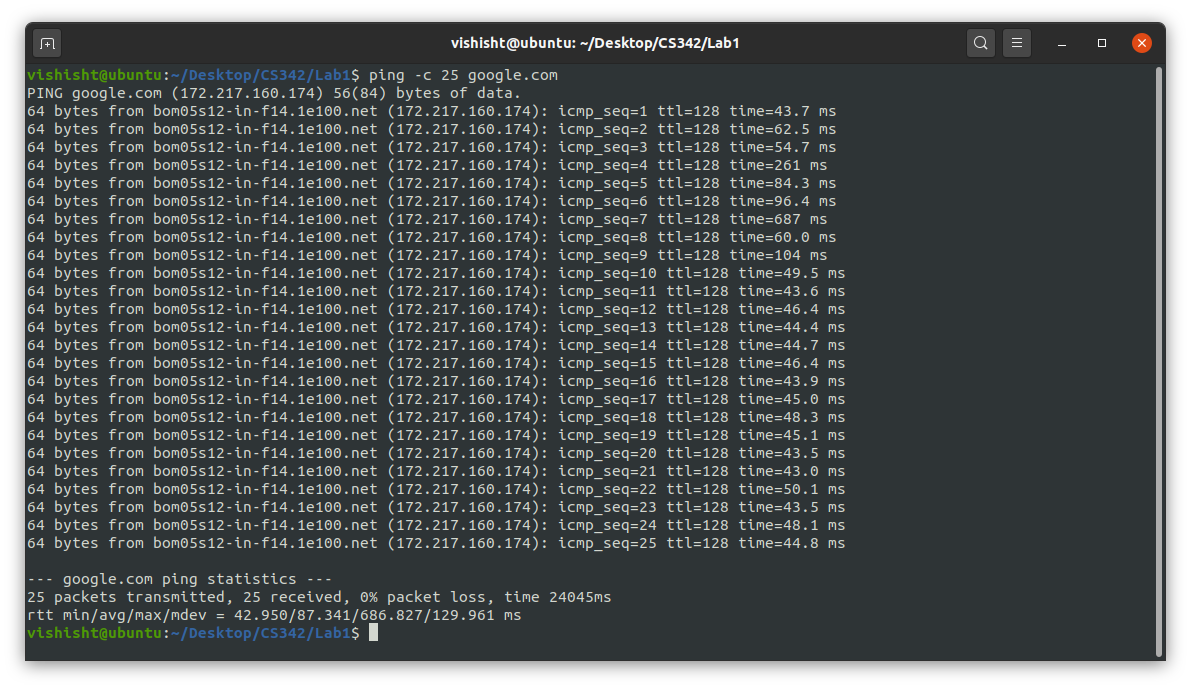 vishisht@ubuntu: ~/Desktop/CS342/Lab1
vishisht@ubuntu:~/Desktop/CS342/Lab1$ ping -c 25 google.com
PING google.com (172.217.160.174) 56(84) bytes of data.
64 bytes from bom05s12-in-f14.1e100.net (172.217.160.174): icmp_seq=1 ttl=128 time=43.7 ms
64 bytes from bom05s12-in-f14.1e100.net (172.217.160.174): icmp_seq=2 ttl=128 time=62.5 ms
64 bytes from bom05s12-in-f14.1e100.net (172.217.160.174): icmp_seq=3 ttl=128 time=54.7 ms
64 bytes from bom05s12-in-f14.1e100.net (172.217.160.174): icmp_seq=4 ttl=128 time=261 ms
64 bytes from bom05s12-in-f14.1e100.net (172.217.160.174): icmp_seq=5 ttl=128 time=84.3 ms
64 bytes from bom05s12-in-f14.1e100.net (172.217.160.174): icmp_seq=6 ttl=128 time=96.4 ms
64 bytes from bom05s12-in-f14.1e100.net (172.217.160.174): icmp_seq=7 ttl=128 time=687 ms
64 bytes from bom05s12-in-f14.1e100.net (172.217.160.174): icmp_seq=8 ttl=128 time=60.0 ms
64 bytes from bom05s12-in-f14.1e100.net (172.217.160.174): icmp_seq=9 ttl=128 time=104 ms
64 bytes from bom05s12-in-f14.1e100.net (172.217.160.174): icmp_seq=10 ttl=128 time=49.5 ms
64 bytes from bom05s12-in-f14.1e100.net (172.217.160.174): icmp_seq=11 ttl=128 time=43.6 ms
64 bytes from bom05s12-in-f14.1e100.net (172.217.160.174): icmp_seq=12 ttl=128 time=46.4 ms
64 bytes from bom05s12-in-f14.1e100.net (172.217.160.174): icmp_seq=13 ttl=128 time=44.4 ms
64 bytes from bom05s12-in-f14.1e100.net (172.217.160.174): icmp_seq=14 ttl=128 time=44.7 ms
64 bytes from bom05s12-in-f14.1e100.net (172.217.160.174): icmp_seq=15 ttl=128 time=46.4 ms
64 bytes from bom05s12-in-f14.1e100.net (172.217.160.174): icmp_seq=16 ttl=128 time=43.9 ms
64 bytes from bom05s12-in-f14.1e100.net (172.217.160.174): icmp_seq=17 ttl=128 time=45.0 ms
64 bytes from bom05s12-in-f14.1e100.net (172.217.160.174): icmp_seq=18 ttl=128 time=48.3 ms
64 bytes from bom05s12-in-f14.1e100.net (172.217.160.174): icmp_seq=19 ttl=128 time=45.1 ms
64 bytes from bom05s12-in-f14.1e100.net (172.217.160.174): icmp_seq=20 ttl=128 time=43.5 ms
64 bytes from bom05s12-in-f14.1e100.net (172.217.160.174): icmp_seq=21 ttl=128 time=43.0 ms
64 bytes from bom05s12-in-f14.1e100.net (172.217.160.174): icmp_seq=22 ttl=128 time=50.1 ms
64 bytes from bom05s12-in-f14.1e100.net (172.217.160.174): icmp_seq=23 ttl=128 time=43.5 ms
64 bytes from bom05s12-in-f14.1e100.net (172.217.160.174): icmp_seq=24 ttl=128 time=48.1 ms
64 bytes from bom05s12-in-f14.1e100.net (172.217.160.174): icmp_seq=25 ttl=128 time=44.8 ms
--- google.com ping statistics ---
25 packets transmitted, 25 received, 0% packet loss, time 24045ms
rtt min/avg/max/mdev = 42.950/87.341/686.827/129.961 ms
vishisht@ubuntu:~/Desktop/CS342/Lab1$